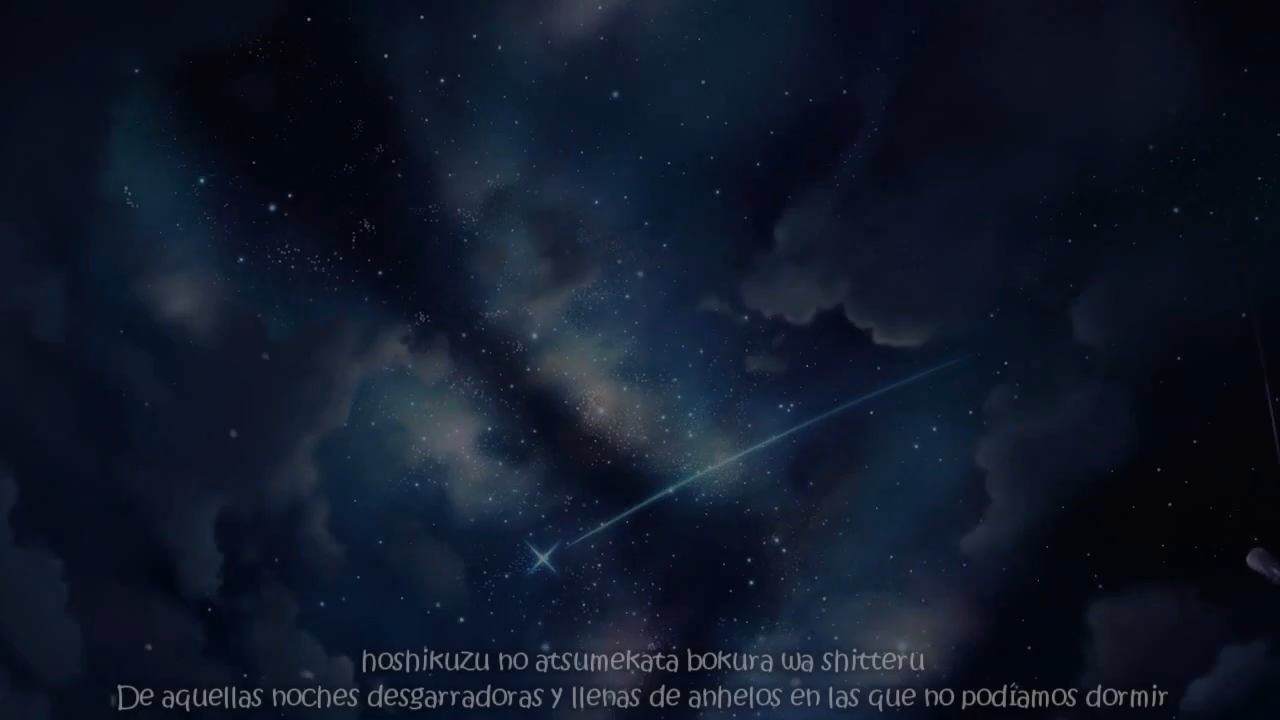 hoshikuzu no atsumekata bokura wa shitteru
De aquellas noches desgarradoras y llenas de anhelos en las que no podíamos dormir